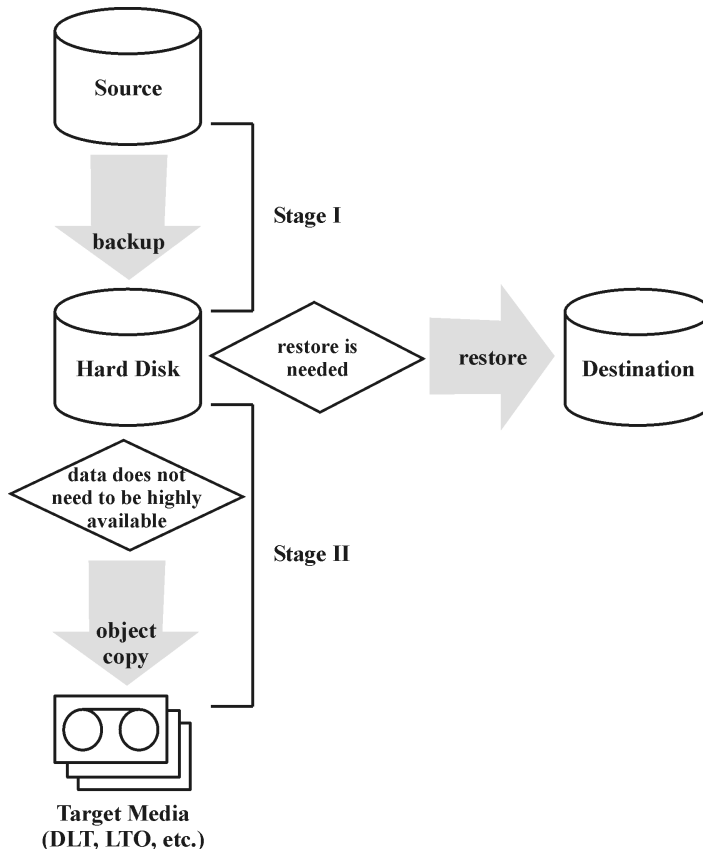 Source
Stage I
backup
Hard Disk
restore is
needed
restore
Destination
data does not
need to be highly
available
Stage II
object
copy
Target Media
(DLT, LTO, etc.)